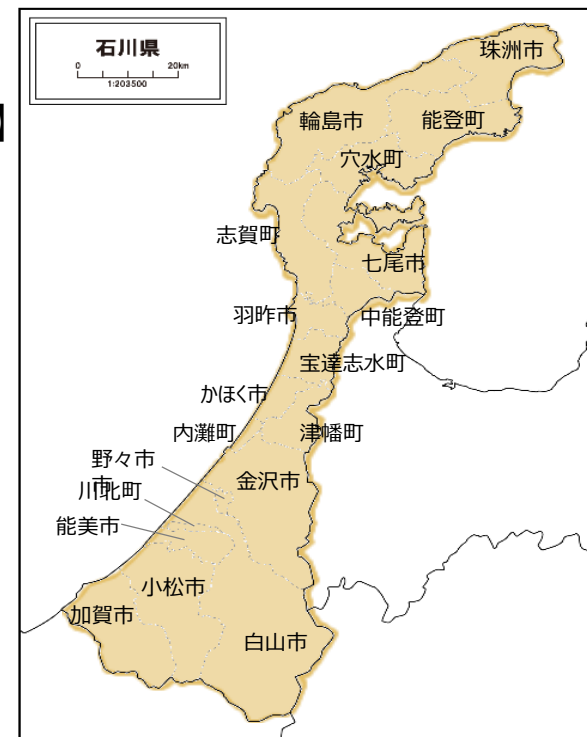 石川県
0 20km
1:203500
珠洲市
輪島市
能登町
穴水町
志賀町
七尾市
羽咋市
中能登町
宝達志水町
かほく市
内灘町
津幡町
野々市
市
金沢市
川北町
能美市
小松市
加賀市
白山市